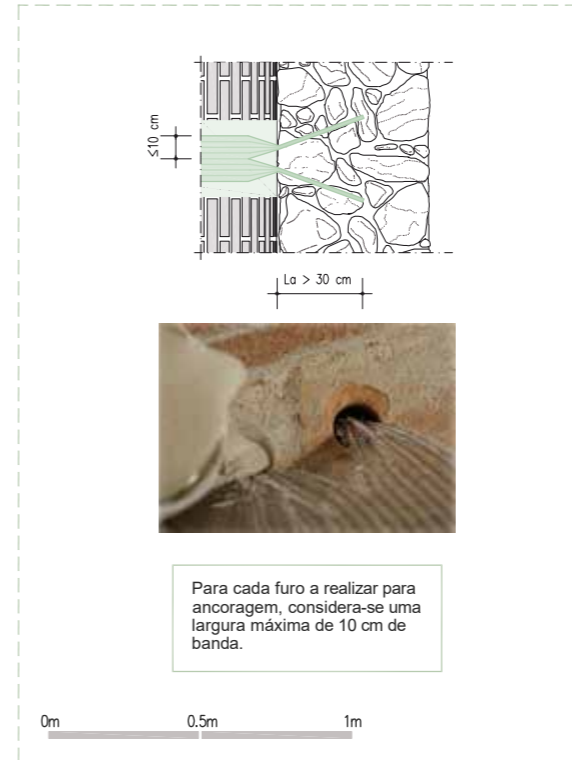 ≤10 cm
La > 30 cm
Para cada furo a realizar para
ancoragem, considera-se uma
largura máxima de 10 cm de
banda.
0m 0.5m 1m